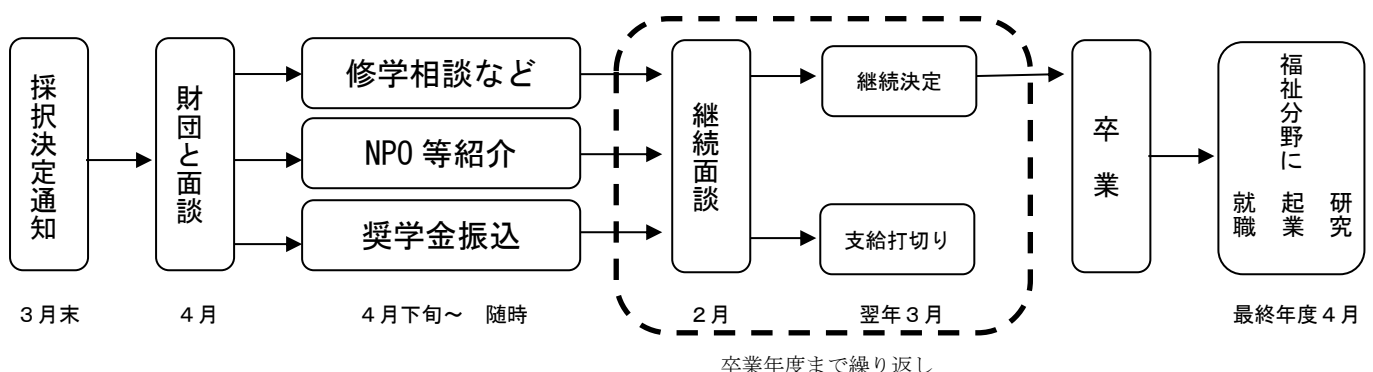 採択決定通知
財団と面談
修学相談など
NPO 等紹介
奨学金振込
継続面談
継続決定
支給打切り
卒業
福祉分野に
就職 起業 研究
3月末
4月
4月下旬~ 随時
2月
翌年3月
最終年度4月
卒業年度まで繰り返し